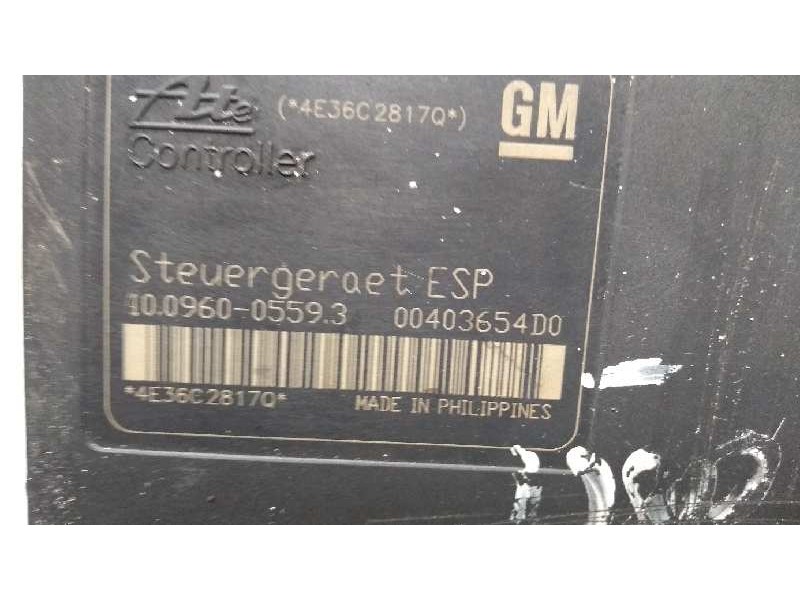 Ate (*4E36C2817Q*) GM
Controller
Steuergeraet ESP
10.0960-0559.3 00403654D0
*4E36C2817Q* MADE IN PHILIPPINES